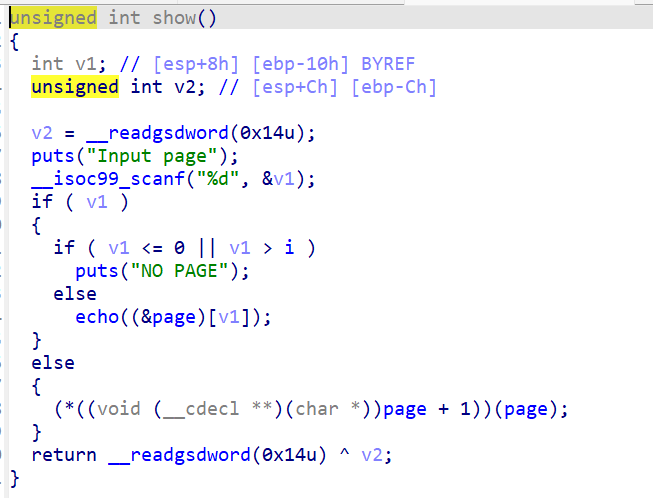 unsigned int show()
{
int v1; // [esp+8h] [ebp-10h] BYREF
unsigned int v2; // [esp+Ch] [ebp-Ch]
v2 = __readgsdword(0x14u);
puts("Input page");
__isoc99_scanf("%d", &v1);
if ( v1 )
{
if ( v1 <= 0 || v1 > i )
puts("NO PAGE");
else
echo((&page)[v1]);
}
else
{
(*((void (__cdecl **)(char *))page + 1))(page);
}
return __readgsdword(0x14u) ^ v2;
}